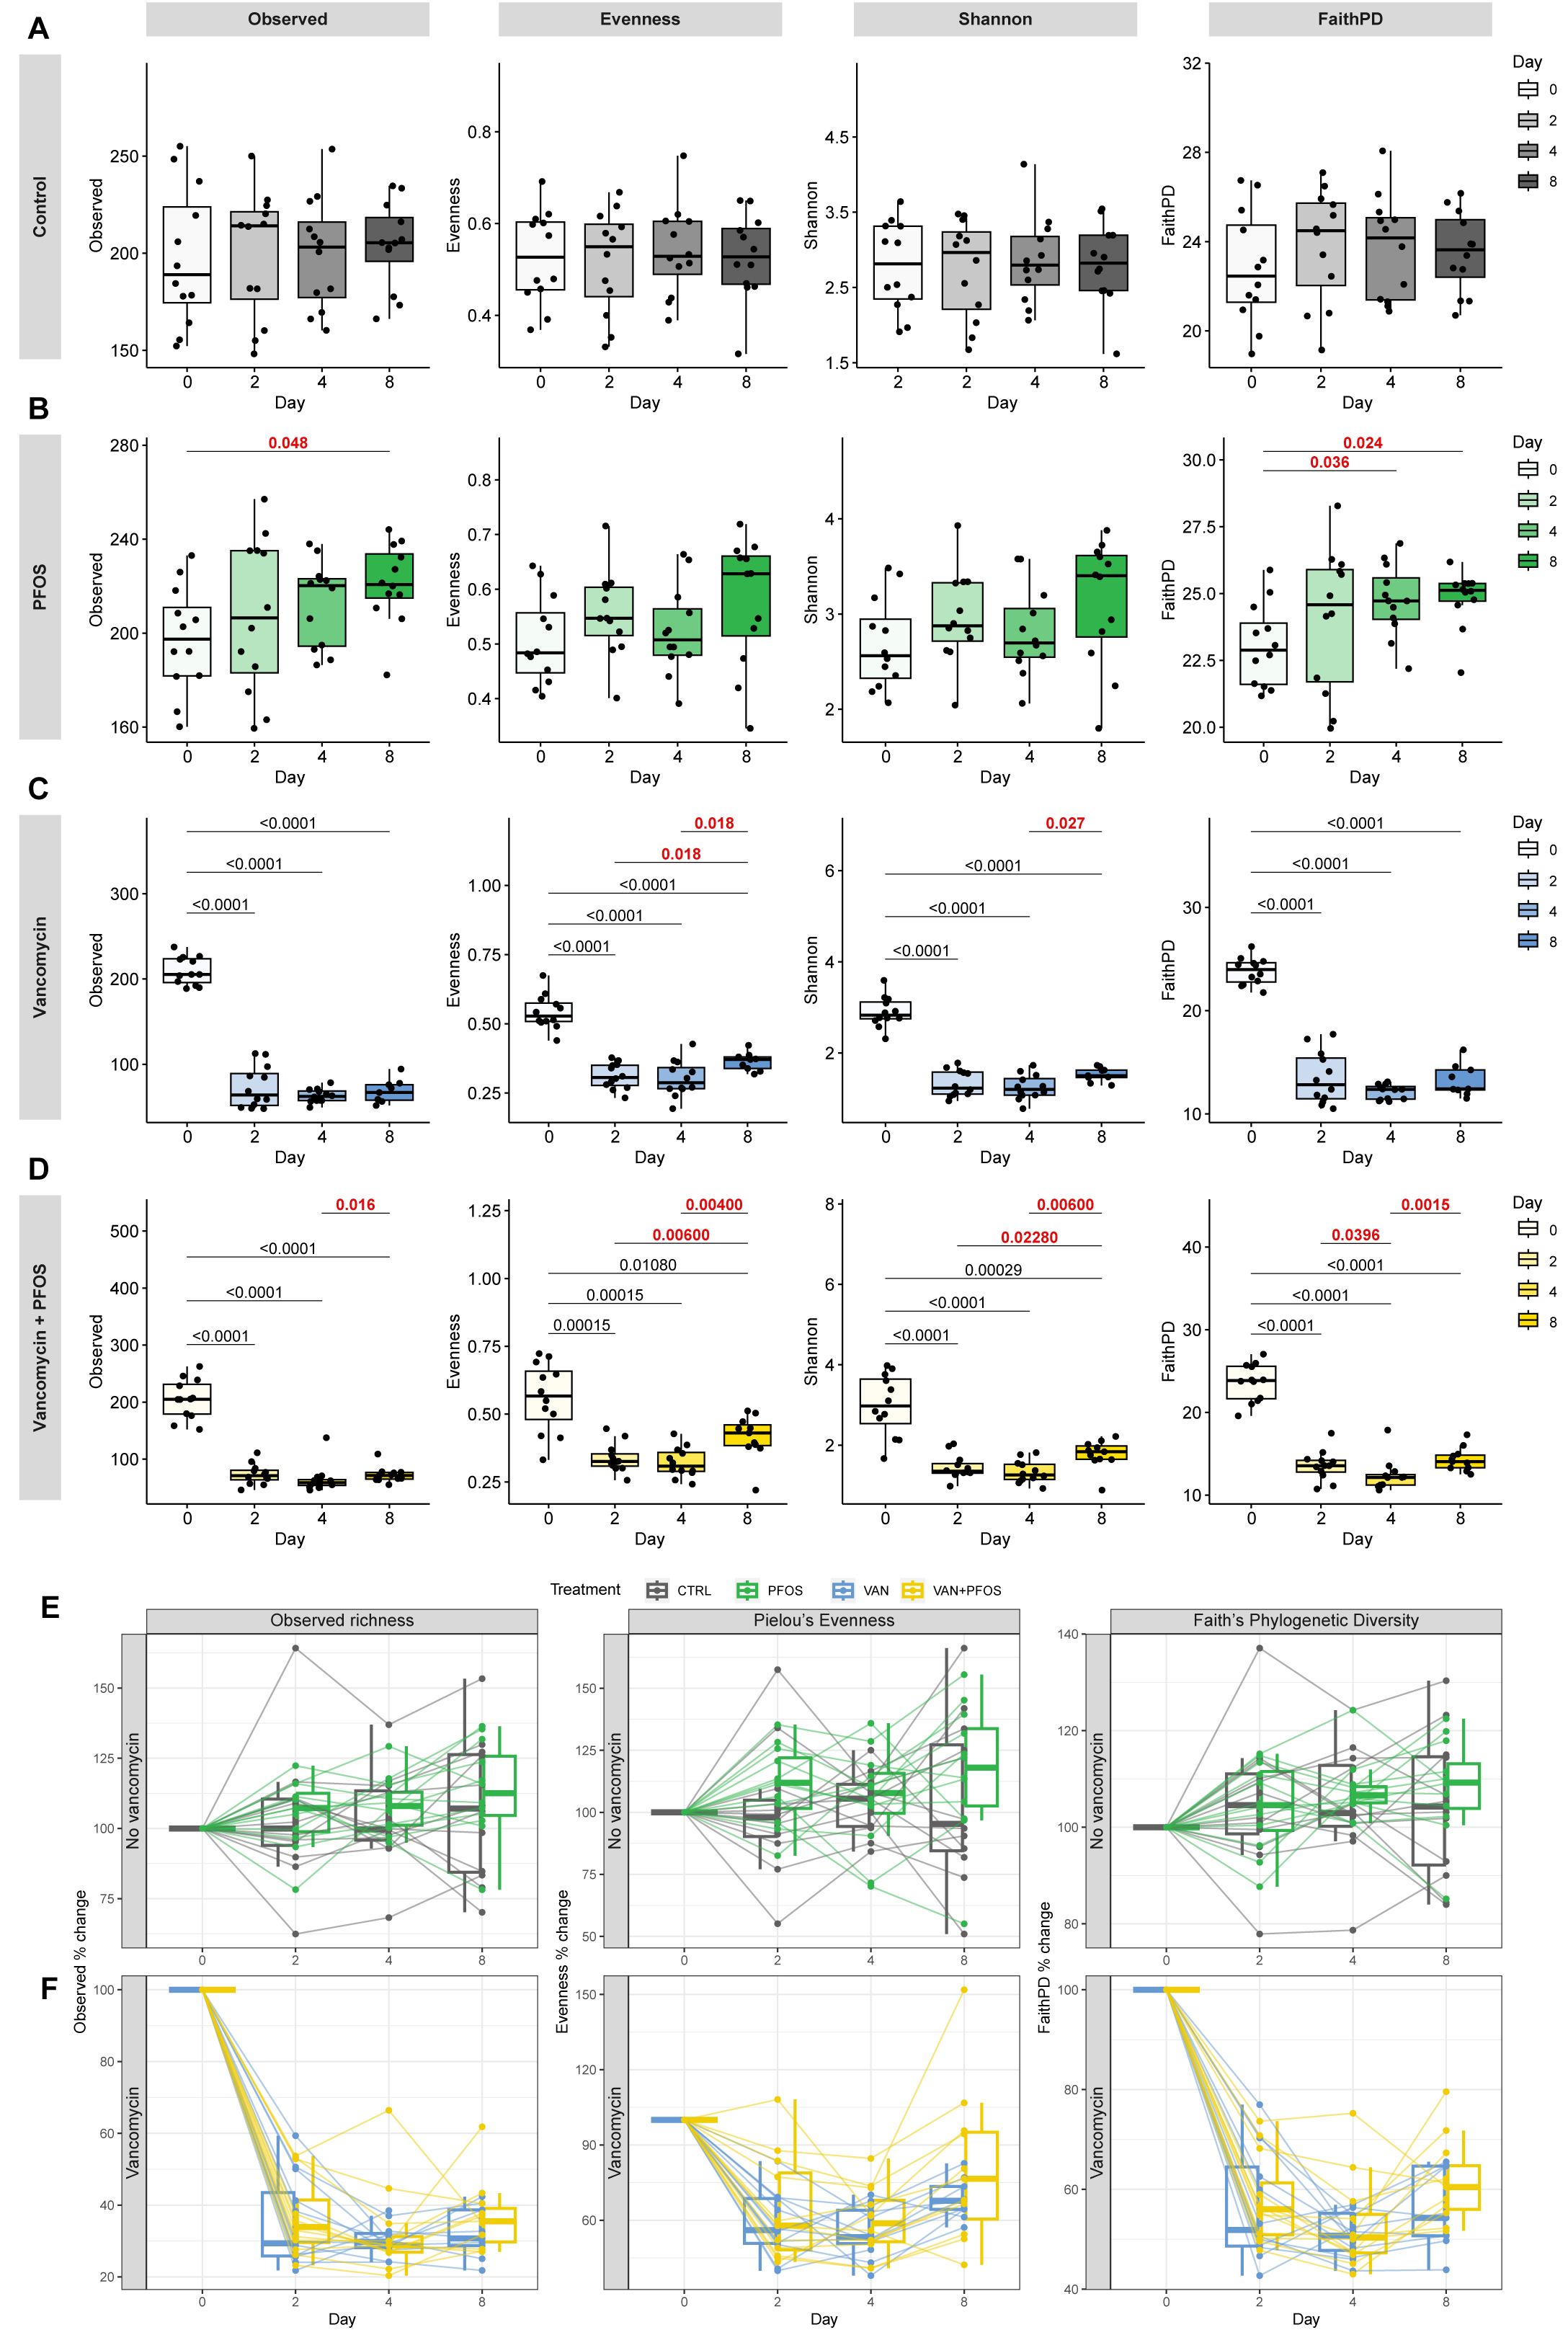 A
Observed
Evenness
Shannon
FaithPD
Control
Observed
250
200
150
0 2 4 8
Day
Evenness
0.8
0.6
0.4
0 2 4 8
Day
Shannon
4.5
3.5
2.5
1.5
2 2 4 8
Day
FaithPD
32
28
24
20
0 2 4 8
Day
Day
0
2
4
8
B
PFOS
Observed
280
240
200
160
0.048
0 2 4 8
Day
Evenness
0.8
0.7
0.6
0.5
0.4
0 2 4 8
Day
Shannon
4
3
2
0 2 4 8
Day
FaithPD
30.0
27.5
25.0
22.5
20.0
0.024
0.036
0 2 4 8
Day
Day
0
2
4
8
C
Vancomycin
Observed
300
200
100
<0.0001
<0.0001
<0.0001
0 2 4 8
Day
Evenness
1.00
0.75
0.50
0.25
0.018
0.018
<0.0001
<0.0001
<0.0001
0 2 4 8
Day
Shannon
6
4
2
0.027
<0.0001
<0.0001
<0.0001
0 2 4 8
Day
FaithPD
30
20
10
<0.0001
<0.0001
<0.0001
0 2 4 8
Day
Day
0
2
4
8
D
Vancomycin + PFOS
Observed
500
400
300
200
100
0.016
<0.0001
<0.0001
<0.0001
0 2 4 8
Day
Evenness
1.25
1.00
0.75
0.50
0.25
0.00400
0.00600
0.01080
0.00015
0.00015
0 2 4 8
Day
Shannon
8
6
4
2
0.00600
0.02280
0.00029
<0.0001
<0.0001
0 2 4 8
Day
FaithPD
40
30
20
10
0.0015
0.0396
<0.0001
<0.0001
<0.0001
0 2 4 8
Day
Day
0
2
4
8
Treatment CTRL PFOS VAN VAN+PFOS
E
Observed richness
No vancomycin
150
125
100
75
0 2 4 8
Pielou's Evenness
No vancomycin
150
125
100
75
50
0 2 4 8
Faith's Phylogenetic Diversity
No vancomycin
140
120
100
80
0 2 4 8
F
Observed % change
Vancomycin
100
80
60
40
20
0 2 4 8
Day
Evenness % change
Vancomycin
150
120
90
60
0 2 4 8
Day
FaithPD % change
Vancomycin
100
80
60
40
0 2 4 8
Day